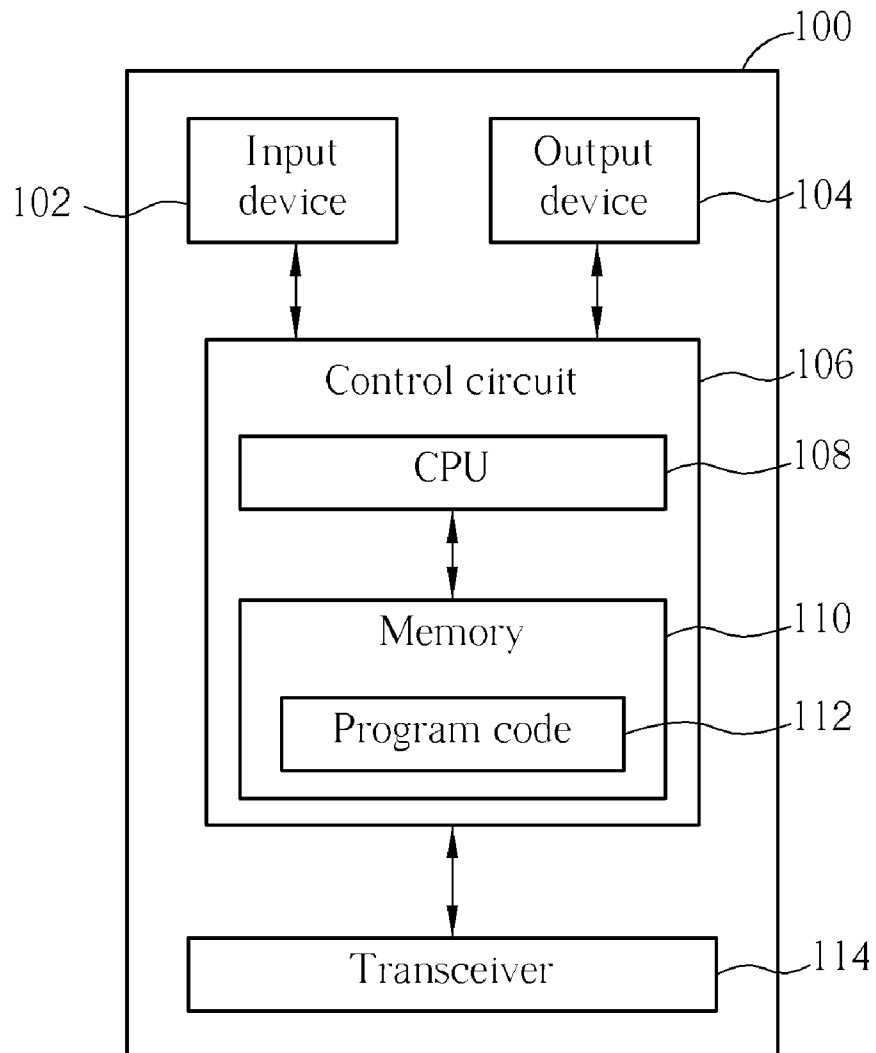 100
Input
device
Output
device
102
104
Control circuit
106
CPU
108
Memory
110
Program code
112
Transceiver
114